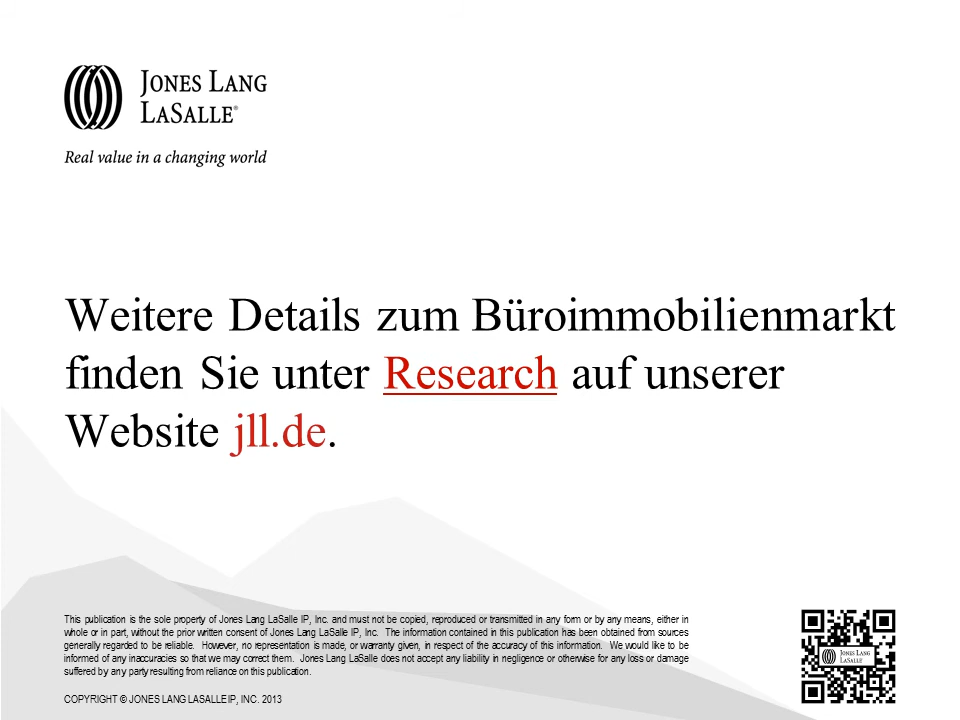 JONES LANG
LASALLE®
Real value in a changing world
Weitere Details zum Büroimmobilienmarkt
finden Sie unter Research auf unserer
Website jll.de.
This publication is the sole property of Jones Lang LaSalle IP, Inc. and must not be copied, reproduced or transmitted in any form or by any means, either in
whole or in part, without the prior written consent of Jones Lang LaSalle IP, Inc. The information contained in this publication has been obtained from sources
generally regarded to be reliable. However, no representation is made, or warranty given, in respect of the accuracy of this information. We would like to be
informed of any inaccuracies so that we may correct them. Jones Lang LaSalle does not accept any liability in negligence or otherwise for any loss or damage
suffered by any party resulting from reliance on this publication.
COPYRIGHT © JONES LANG LASALLE IP, INC. 2013
JONES LANG
LASALLE